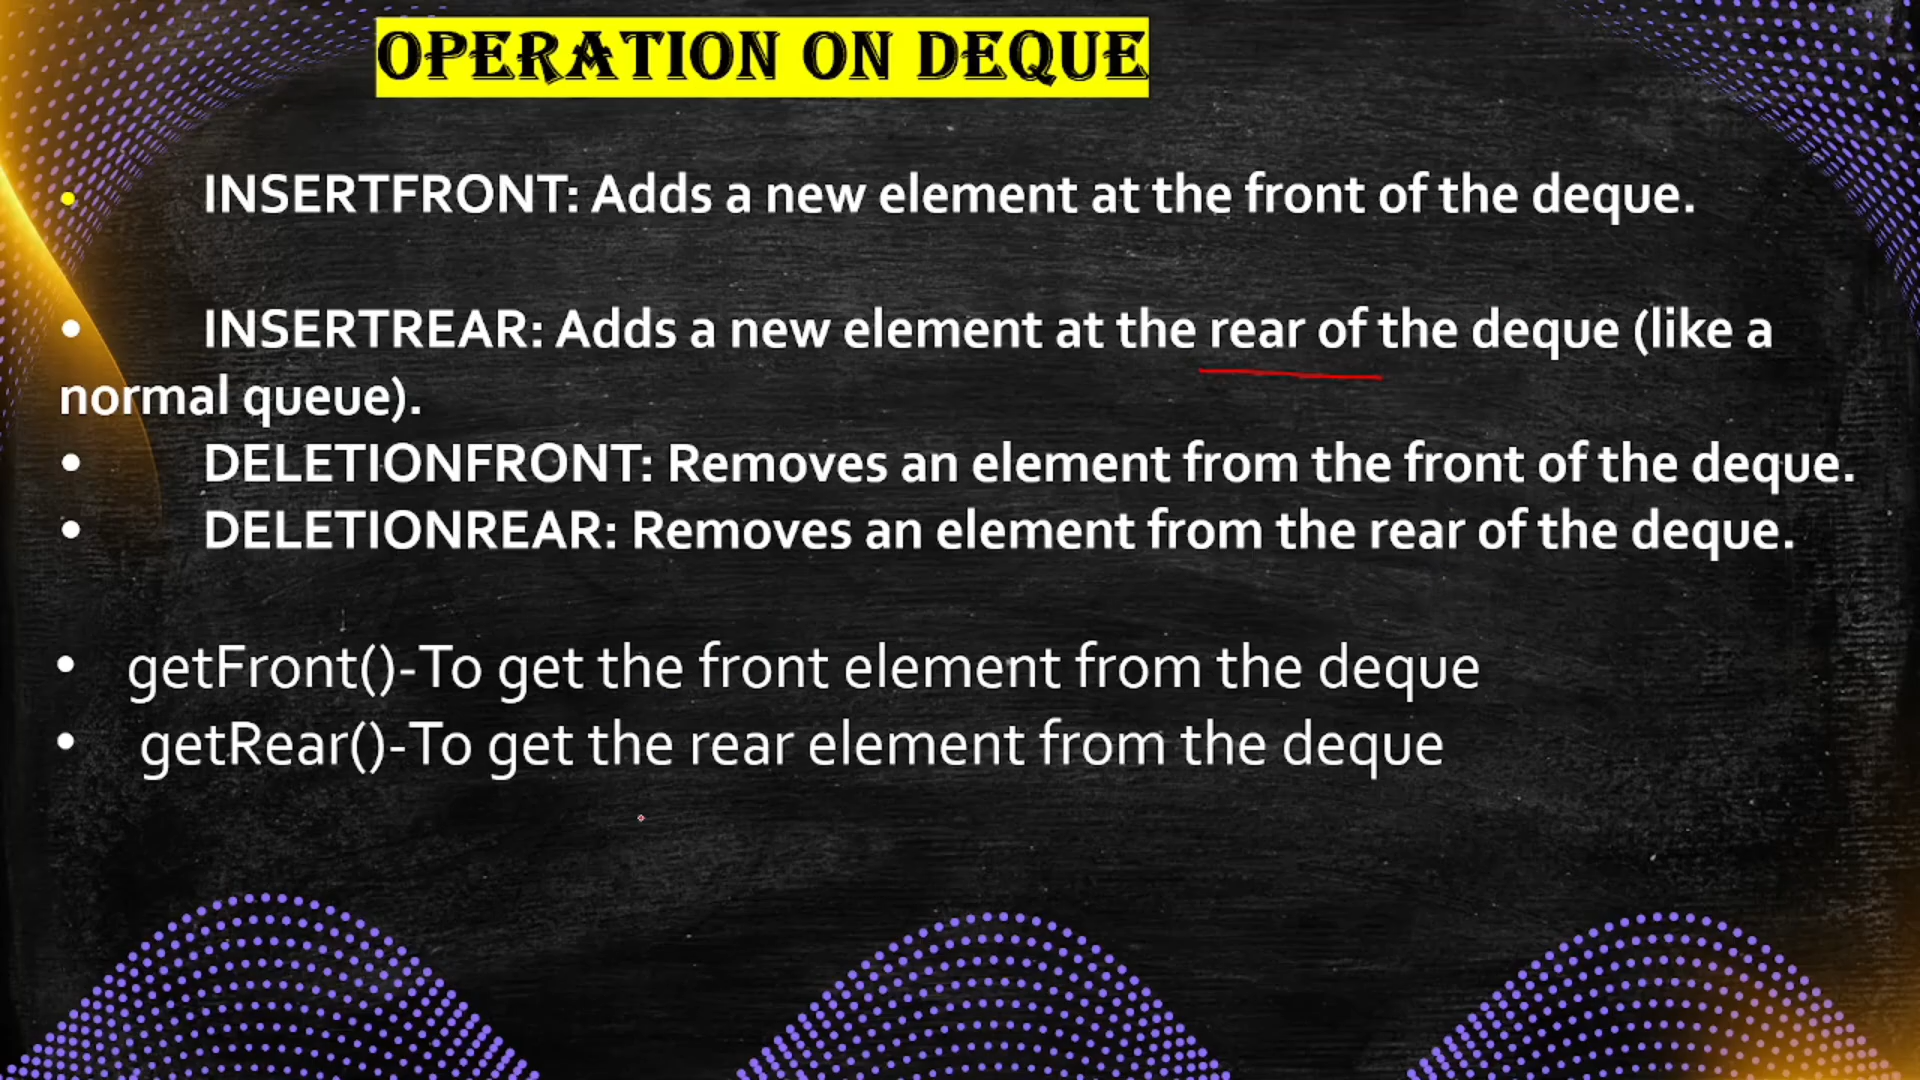 OPERATION ON DEQUE
• INSERTFRONT: Adds a new element at the front of the deque.
• INSERTREAR: Adds a new element at the rear of the deque (like a
normal queue).
• DELETIONFRONT: Removes an element from the front of the deque.
• DELETIONREAR: Removes an element from the rear of the deque.
• getFront()-To get the front element from the deque
• getRear()-To get the rear element from the deque